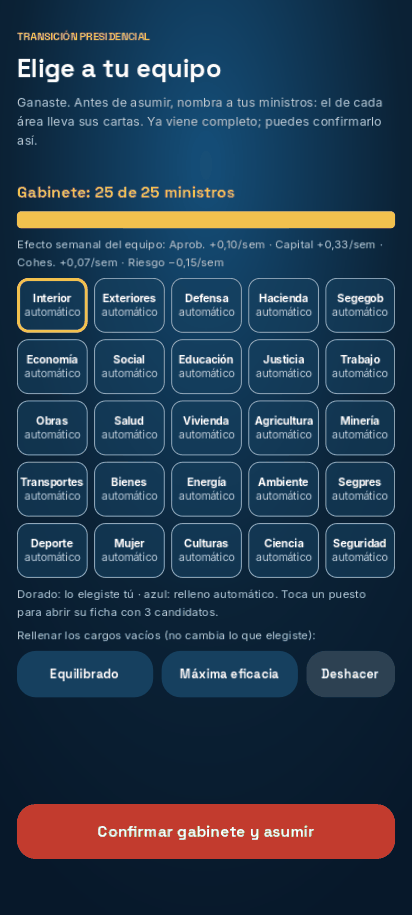 TRANSICIÓN PRESIDENCIAL
Elige a tu equipo
Ganaste. Antes de asumir, nombra a tus ministros: el de cada
área lleva sus cartas. Ya viene completo; puedes confirmarlo
así.
Gabinete: 25 de 25 ministros
Efecto semanal del equipo: Aprob. +0,10/sem · Capital +0,33/sem ·
Cohes. +0,07/sem · Riesgo −0,15/sem
Interior Exteriores Defensa Hacienda Segegob
automático automático automático automático automático
Economía Social Educación Justicia Trabajo
automático automático automático automático automático
Obras Salud Vivienda Agricultura Minería
automático automático automático automático automático
Transportes Bienes Energía Ambiente Segpres
automático automático automático automático automático
Deporte Mujer Culturas Ciencia Seguridad
automático automático automático automático automático
Dorado: lo elegiste tú · azul: relleno automático. Toca un puesto
para abrir su ficha con 3 candidatos.
Rellenar los cargos vacíos (no cambia lo que elegiste):
Equilibrado Máxima eficacia Deshacer
Confirmar gabinete y asumir